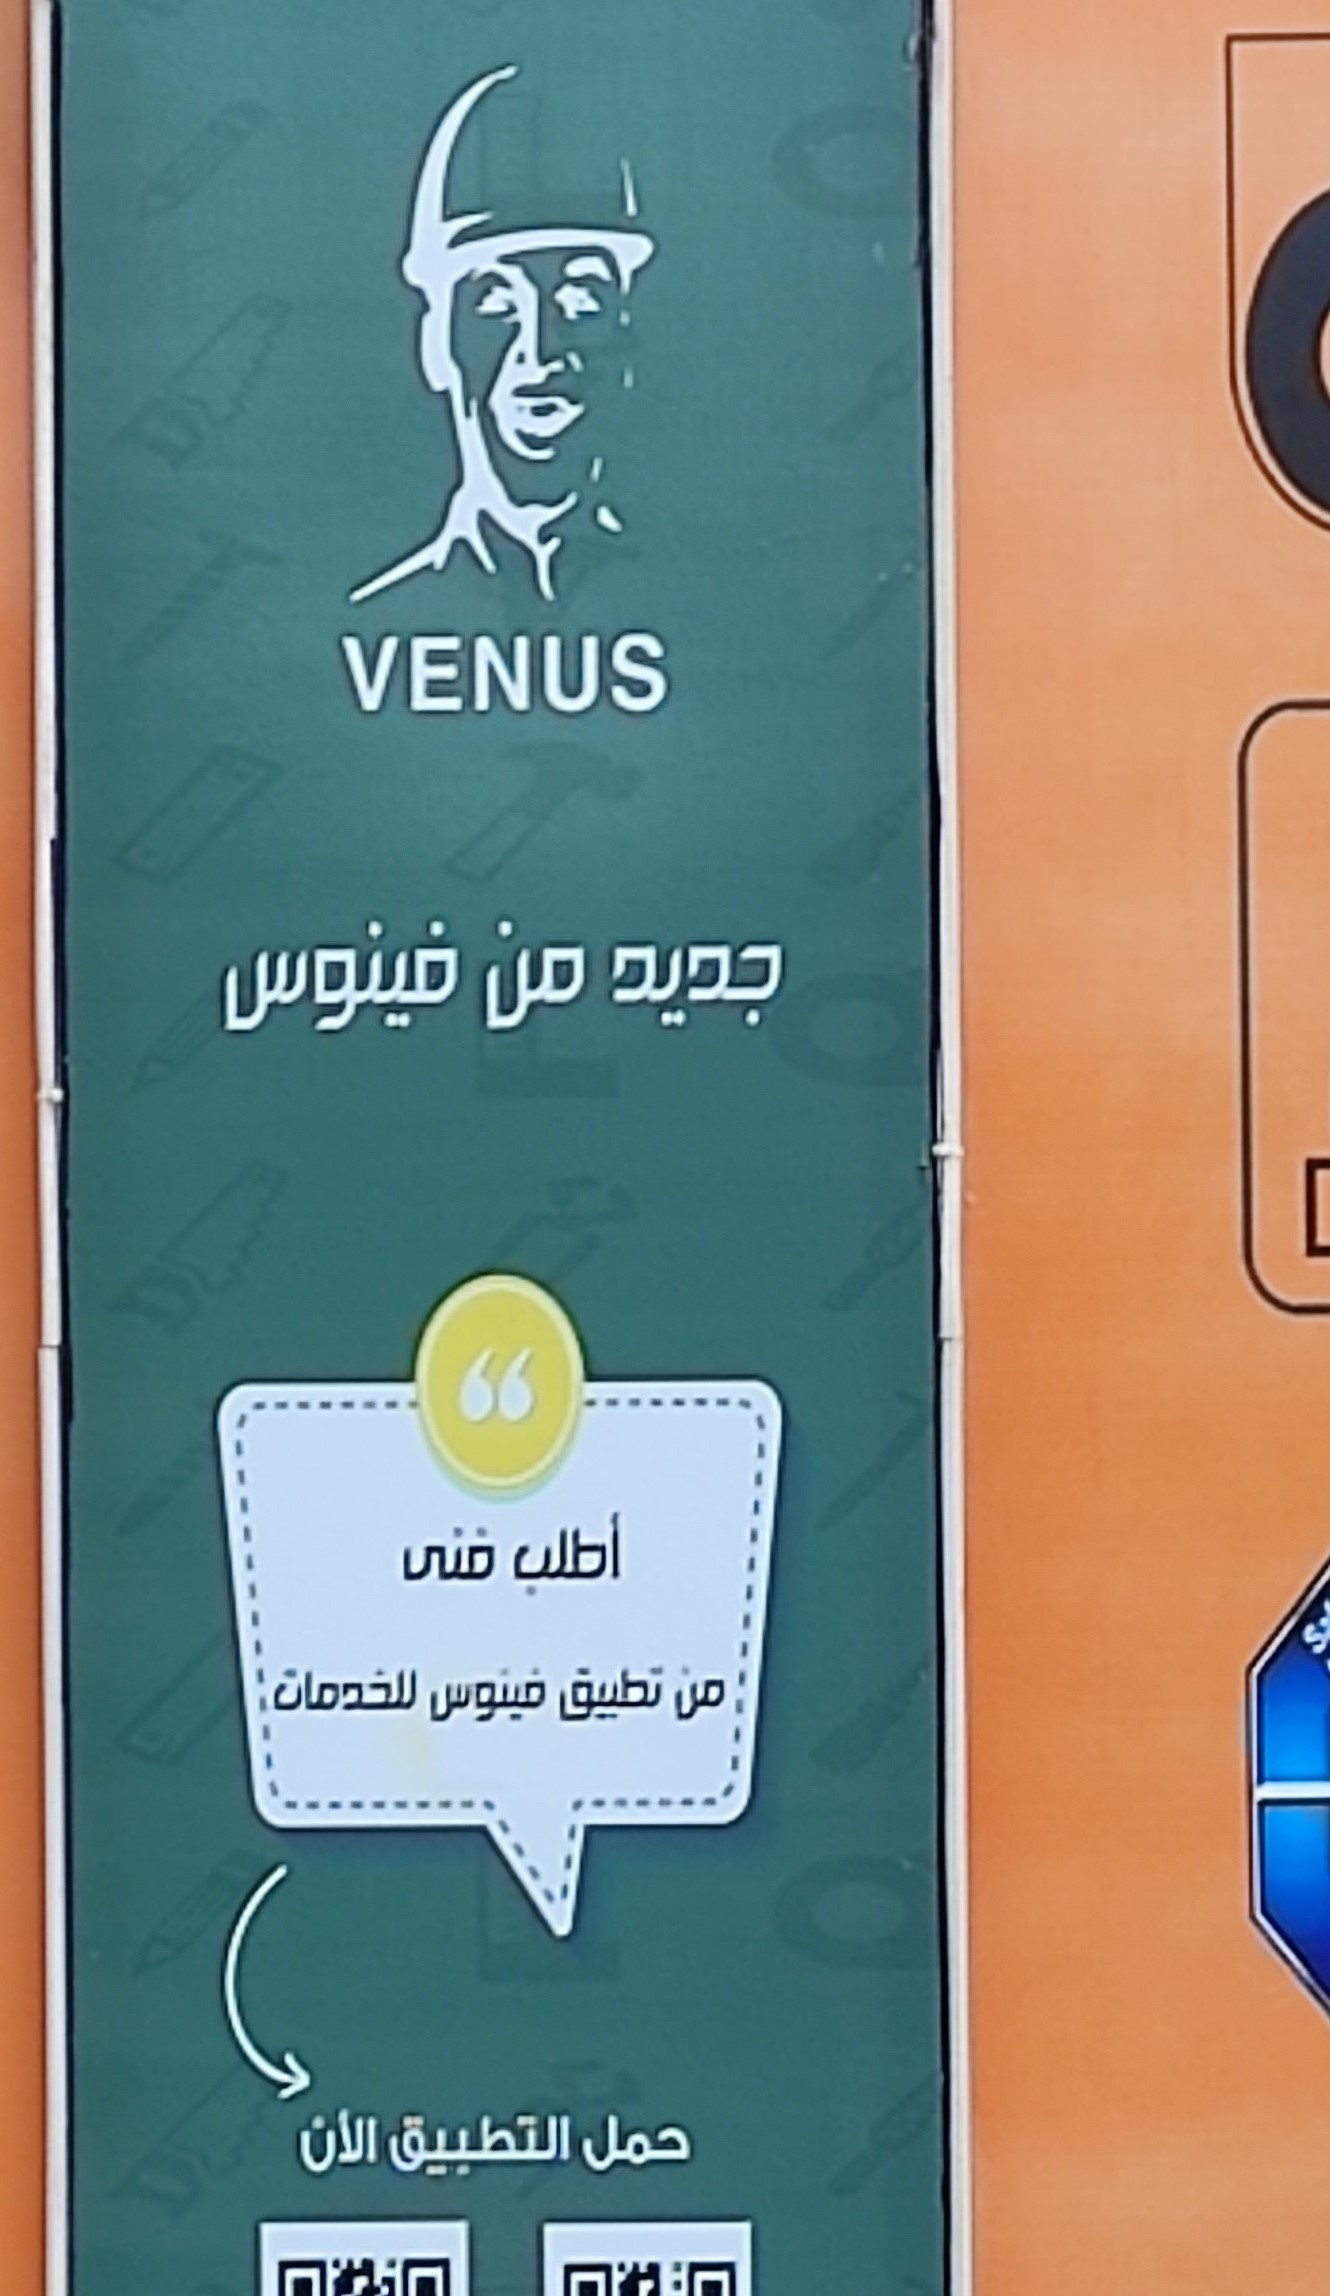 VENUS
جديد من فينوس
أطلب فنى
من تطبيق فينوس للخدمات
حمل التطبيق الأن